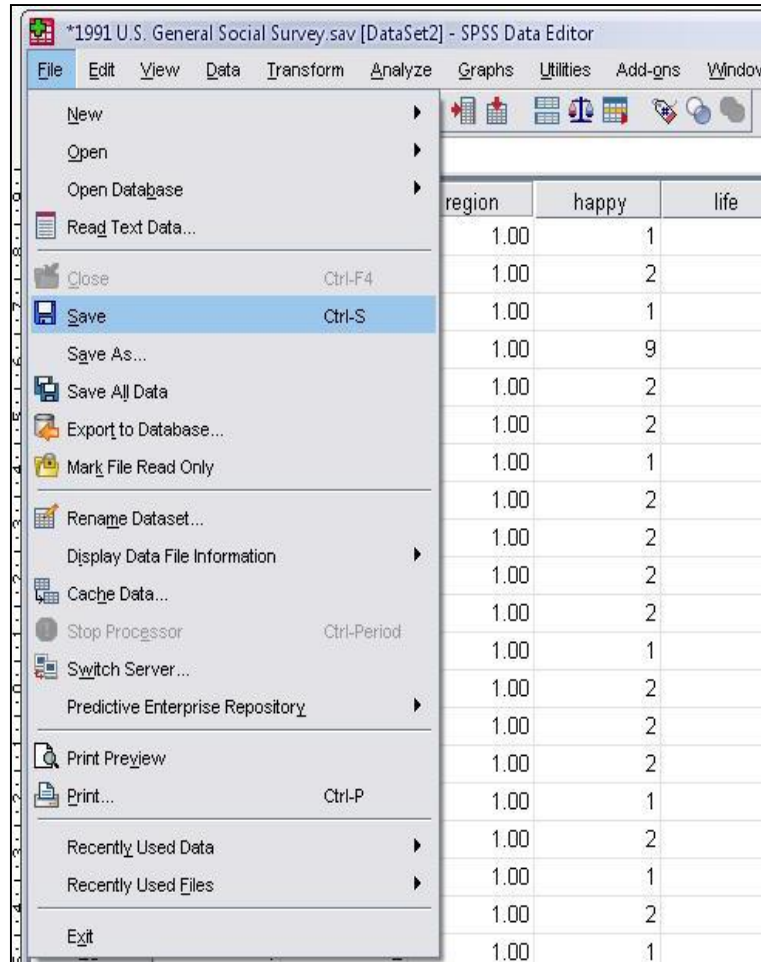 *1991 U.S. General Social Survey.sav [DataSet2] - SPSS Data Editor
File Edit View Data Transform Analyze Graphs Utilities Add-ons Window
New
Open
Open Database
Read Text Data...
Close Ctrl-F4
Save Ctrl-S
Save As...
Save All Data
Export to Database...
Mark File Read Only
Rename Dataset...
Display Data File Information
Cache Data...
Stop Processor Ctrl-Period
Switch Server...
Predictive Enterprise Repository
Print Preview
Print... Ctrl-P
Recently Used Data
Recently Used Files
Exit
region happy life
1.00 1
1.00 2
1.00 1
1.00 9
1.00 2
1.00 2
1.00 1
1.00 2
1.00 2
1.00 2
1.00 2
1.00 1
1.00 2
1.00 2
1.00 2
1.00 1
1.00 2
1.00 1
1.00 2
1.00 1